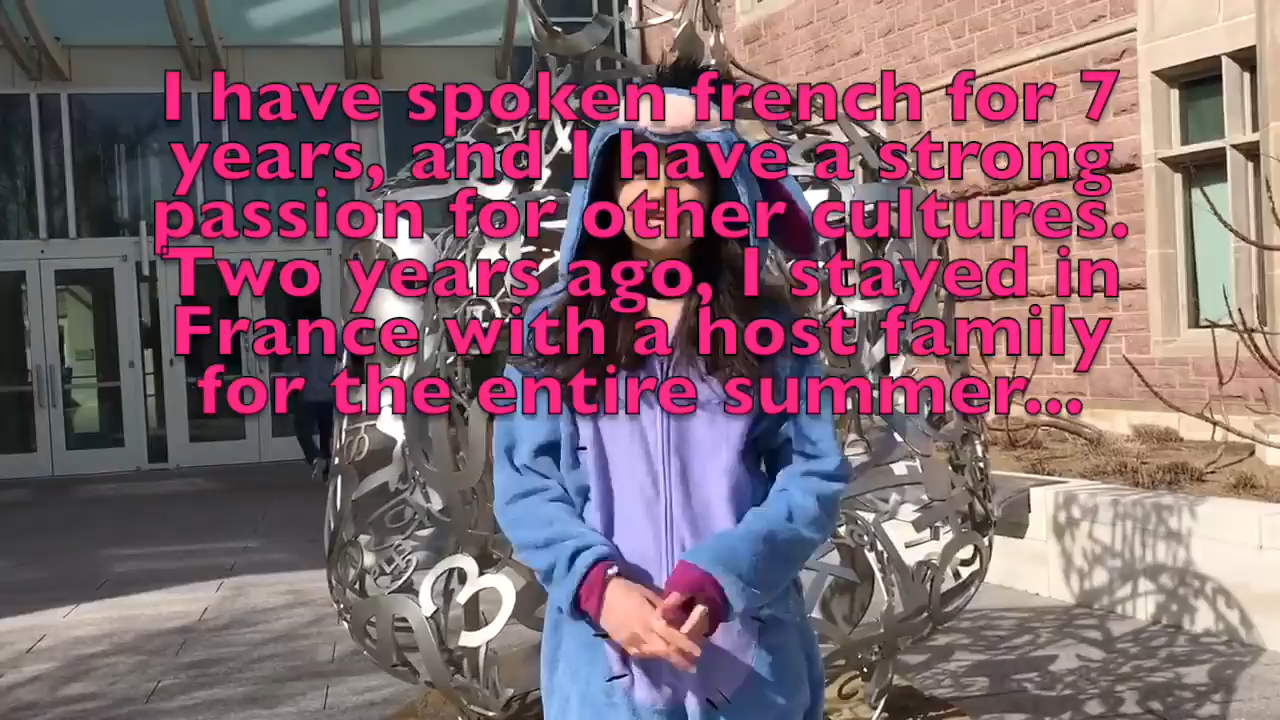 I have spoken french for 7
years, and I have a strong
passion for other cultures.
Two years ago, I stayed in
France with a host family
for the entire summer...